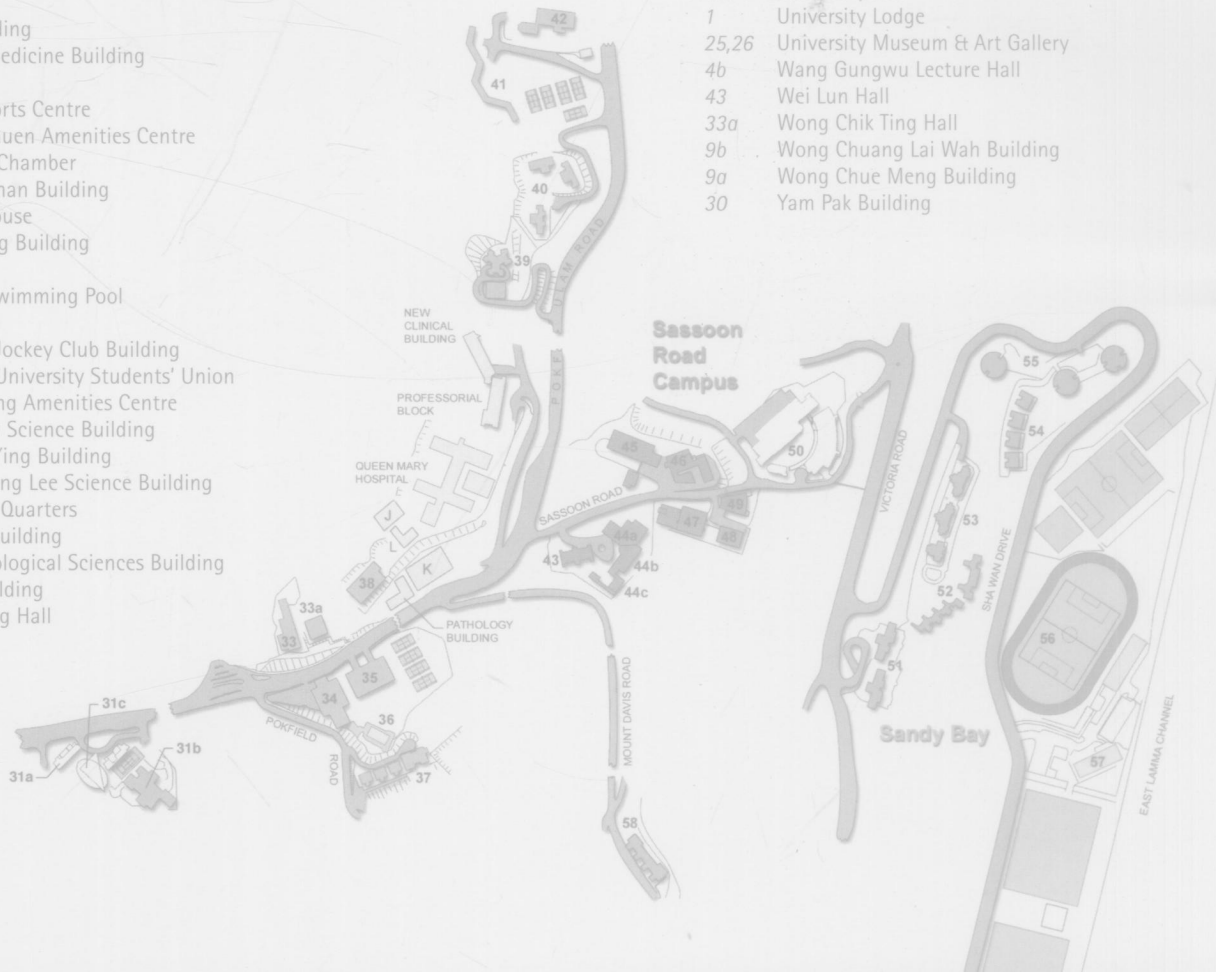 ding
edicine Building
orts Centre
uen Amenities Centre
Chamber
man Building
ouse
g Building
wimming Pool
Jockey Club Building
University Students' Union
ng Amenities Centre
Science Building
Ying Building
ng Lee Science Building
Quarters
uilding
ological Sciences Building
lding
g Hall
1 University Lodge
25,26 University Museum & Art Gallery
4b Wang Gungwu Lecture Hall
43 Wei Lun Hall
33a Wong Chik Ting Hall
9b Wong Chuang Lai Wah Building
9a Wong Chue Meng Building
30 Yam Pak Building
42
41
40
39
NEW
CLINICAL
BUILDING
PROFESSORIAL
BLOCK
QUEEN MARY
HOSPITAL
J
L
K
38
PATHOLOGY
BUILDING
POKF
Sassoon
Road
Campus
SASSOON ROAD
45
46
47
48
49
50
43
44a
44b
44c
VICTORIA ROAD
55
54
53
52
51
SHA WAN DRIVE
56
57
Sandy Bay
EAST LAMMA CHANNEL
MOUNT DAVIS ROAD
58
33a
33
34
35
36
37
POKFIELD
ROAD
31c
31b
31a